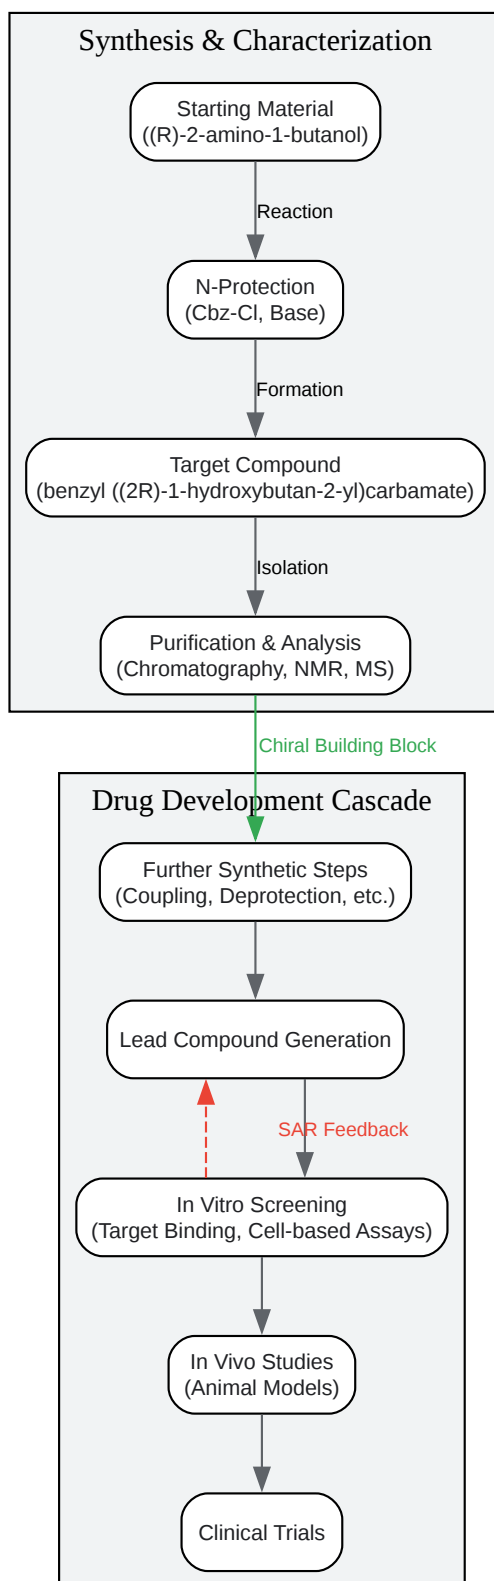 Synthesis & Characterization
Starting Material
((R)-2-amino-1-butanol)
Reaction
N-Protection
(Cbz-Cl, Base)
Formation
Target Compound
(benzyl ((2R)-1-hydroxybutan-2-yl)carbamate)
Isolation
Purification & Analysis
(Chromatography, NMR, MS)
Chiral Building Block
Drug Development Cascade
Further Synthetic Steps
(Coupling, Deprotection, etc.)
Lead Compound Generation
SAR Feedback
In Vitro Screening
(Target Binding, Cell-based Assays)
In Vivo Studies
(Animal Models)
Clinical Trials